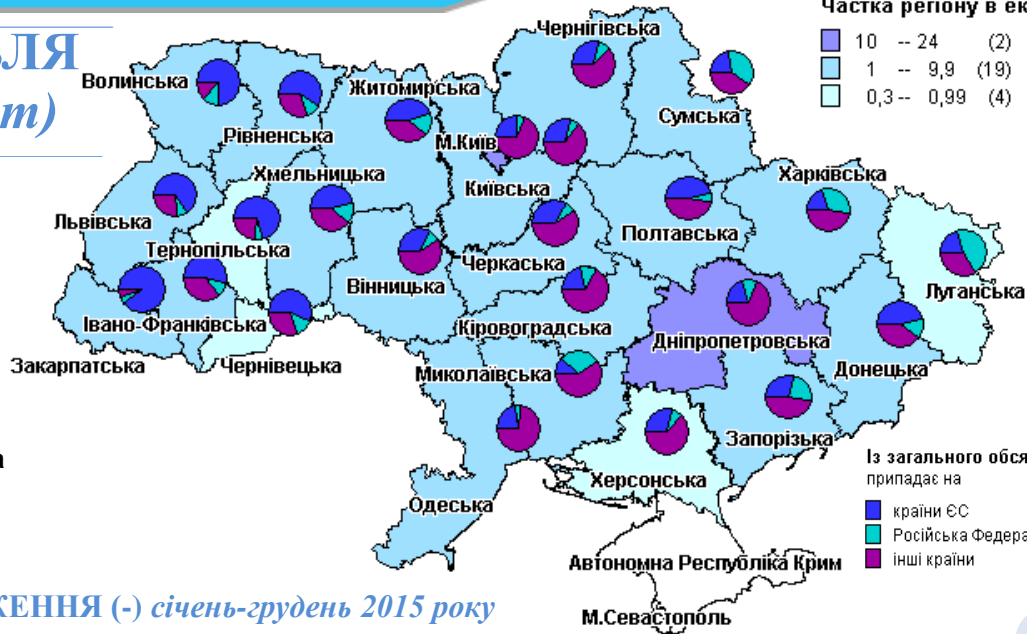 Частка регіону в ек
ВЛЯ
т)
10 -- 24 (2)
1 -- 9,9 (19)
0,3 -- 0,99 (4)
Чернігівська
Волинська
Житомирська
Рівненська
М.Київ
Сумська
Хмельницька
Київська
Харківська
Львівська
Тернопільська
Полтавська
Черкаська
Вінницька
Луганська
Івано-Франківська
Кіровоградська
Дніпропетровська
Закарпатська
Чернівецька
Миколаївська
Донецька
Запорізька
а
Із загального обся
припадає на
Херсонська
Одеська
країни ЄС
Російська Федера
інші країни
Автономна Республіка Крим
КЕННЯ (-) січень-грудень 2015 року
М.Севастополь